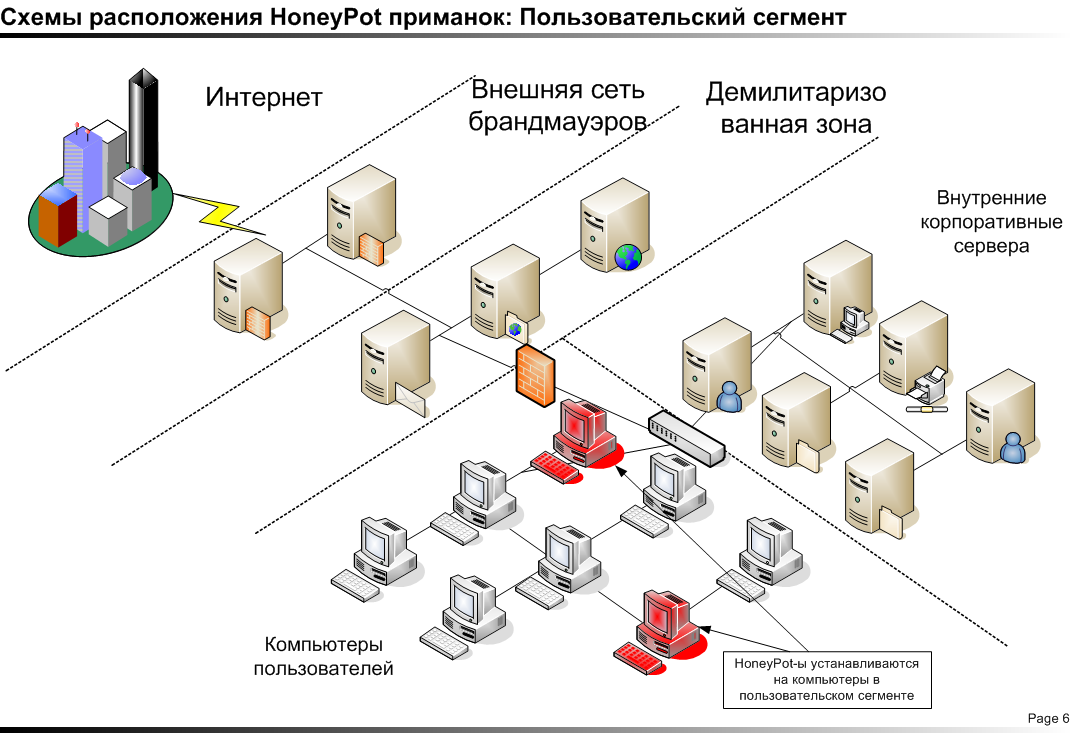 Схемы расположения HoneyPot приманок: Пользовательский сегмент
Интернет
Внешняя сеть
брандмауэров
Демилитаризо
ванная зона
Внутренние
корпоративные
сервера
Компьютеры
пользователей
HoneyPot-ы устанавливаются
на компьютеры в
пользовательском сегменте
Page 6